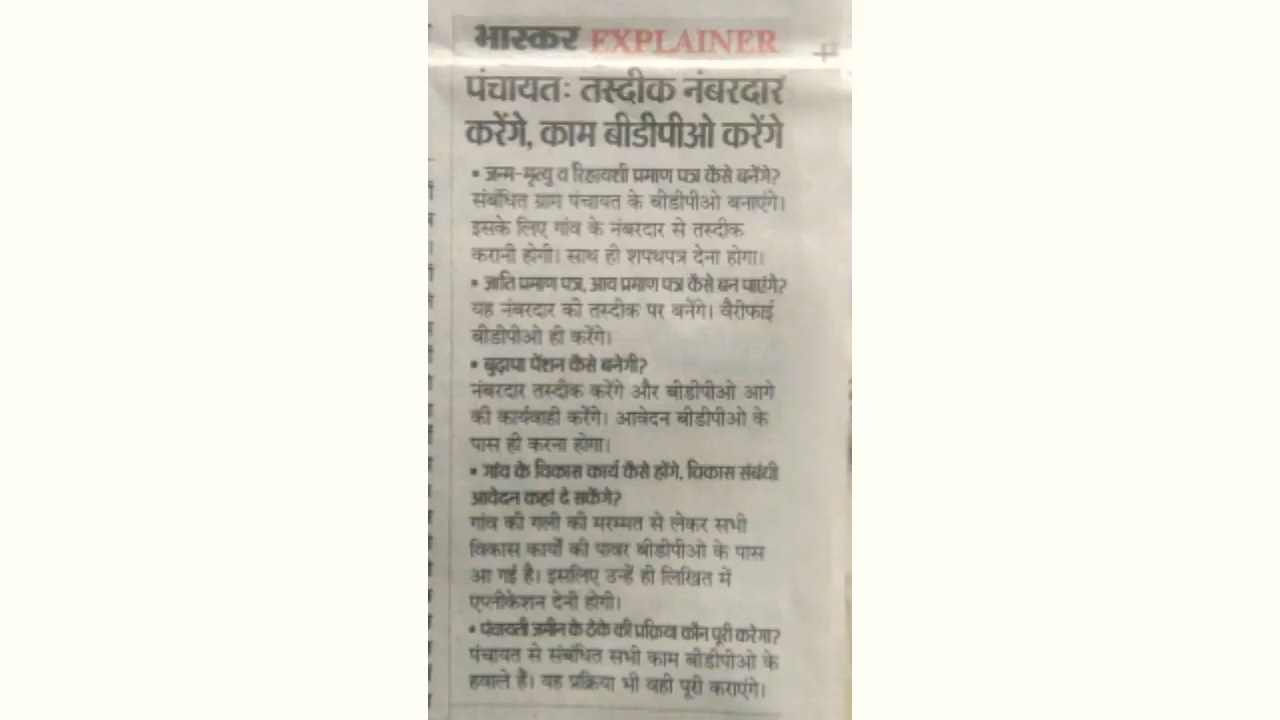 भास्कर EXPLAINER
पंचायतः तस्दीक नंबरदार
करेंगे, काम बीडीपीओ करेंगे
• जन्म-मृत्यु व रिहायशी प्रमाण पत्र कैसे बनेंगे?
संबंधित ग्राम पंचायत के बीडीपीओ बनाएंगे।
इसके लिए गांव के नंबरदार से तस्दीक
करानी होगी। साथ ही शपथपत्र देना होगा।
• जाति प्रमाण पत्र, आय प्रमाण पत्र कैसे बन पाएंगे?
यह नंबरदार की तस्दीक पर बनेंगे। वैरीफाई
बीडीपीओ ही करेंगे।
• बुढ़ापा पेंशन कैसे बनेगी?
नंबरदार तस्दीक करेंगे और बीडीपीओ आगे
की कार्यवाही करेंगे। आवेदन बीडीपीओ के
पास ही करना होगा।
• गांव के विकास कार्य कैसे होंगे, विकास संबंधी
आवेदन कहां दे सकेंगे?
गांव की गली की मरम्मत से लेकर सभी
विकास कार्यों की पावर बीडीपीओ के पास
आ गई है। इसलिए उन्हें ही लिखित में
एप्लीकेशन देनी होगी।
• पंचायती जमीन के ठेके की प्रक्रिया कौन पूरी करेगा?
पंचायत से संबंधित सभी काम बीडीपीओ के
हवाले हैं। यह प्रक्रिया भी वही पूरी कराएंगे।